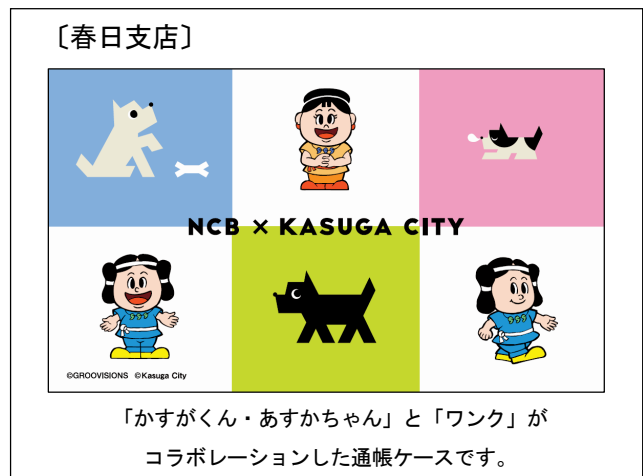 〔春日支店〕
NCB × KASUGA CITY
©GROOVISIONS ©Kasuga City
「かすがくん・あすかちゃん」と「ワンク」が
コラボレーションした通帳ケースです。